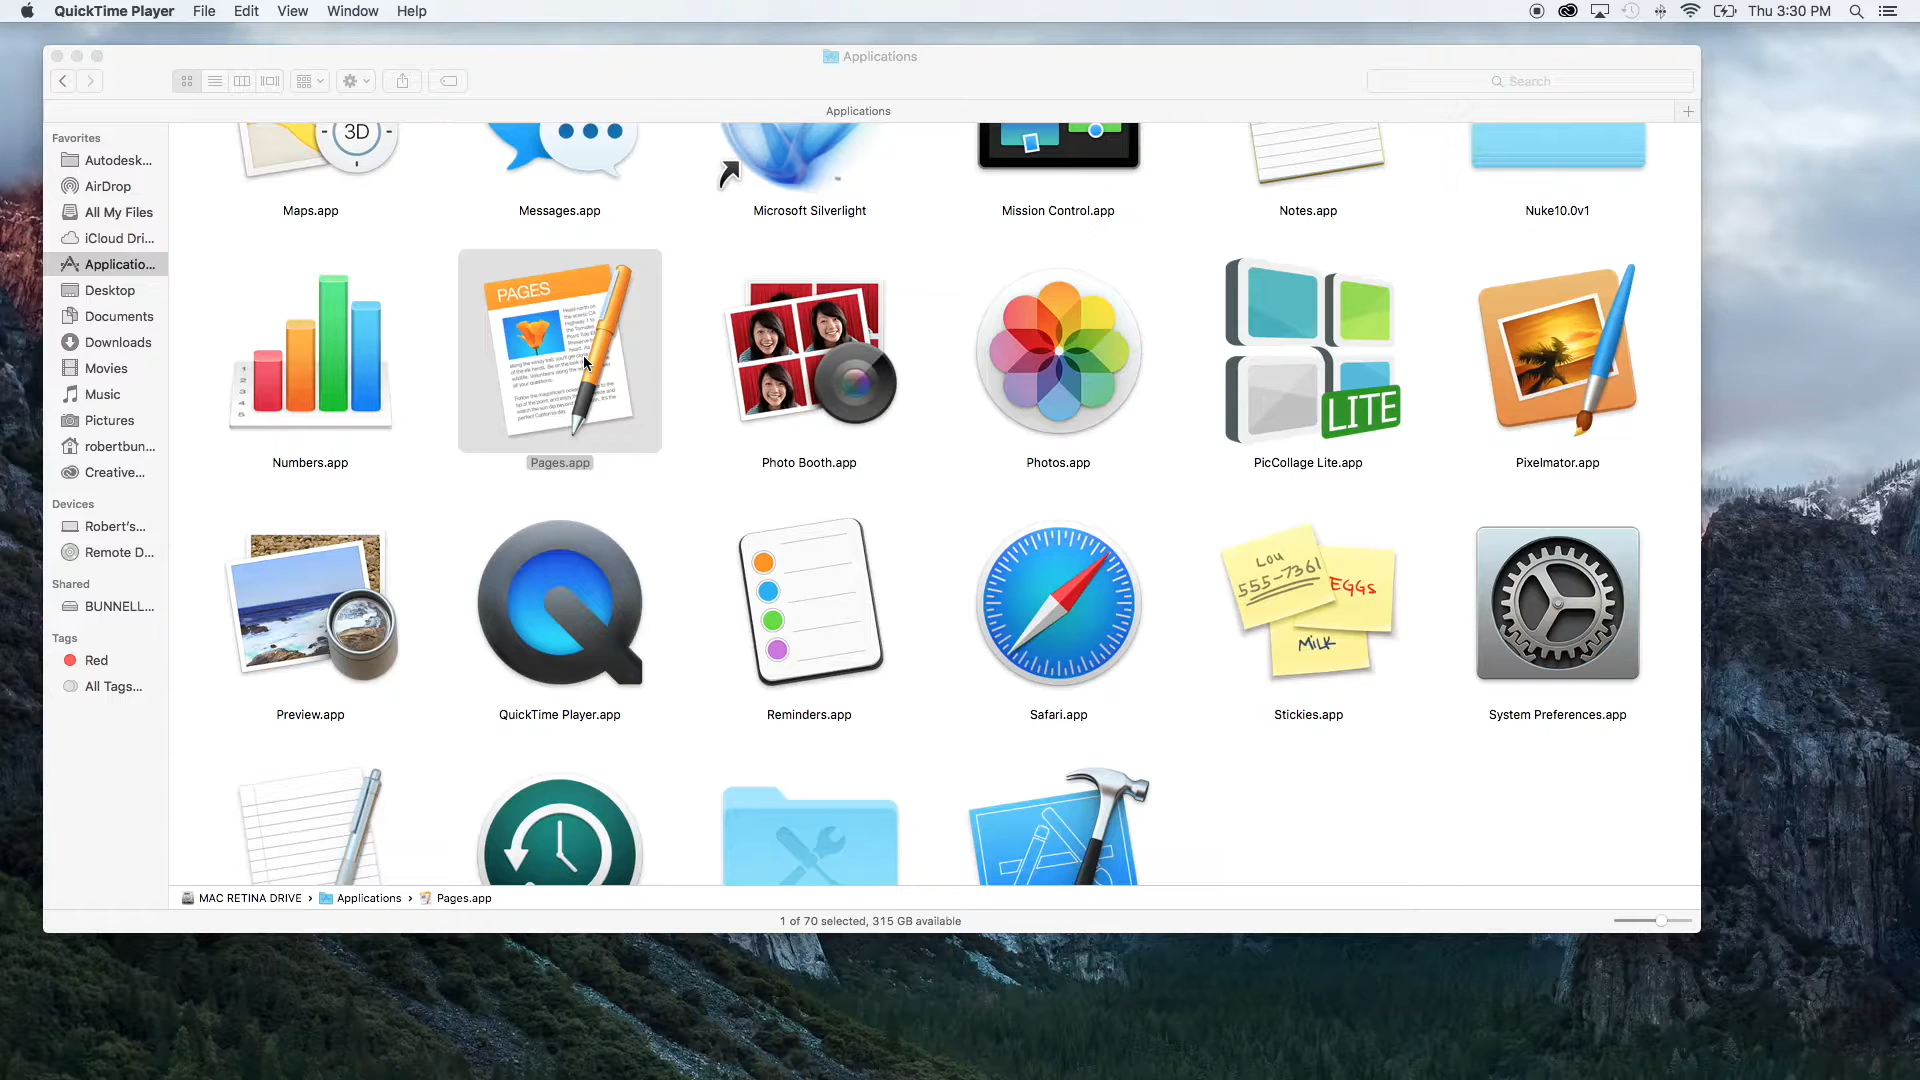 QuickTime Player File Edit View Window Help Thu 3:30 PM
Applications
Search
Applications
Favorites
Autodesk...
AirDrop
All My Files
iCloud Dri...
Applicatio...
Desktop
Documents
Downloads
Movies
Music
Pictures
robertbun...
Creative...
Devices
Robert's...
Remote D...
Shared
BUNNELL...
Tags
Red
All Tags...
3D
Maps.app Messages.app Microsoft Silverlight Mission Control.app Notes.app Nuke10.0v1
PAGES
LITE
Numbers.app Pages.app Photo Booth.app Photos.app PicCollage Lite.app Pixelmator.app
LOU
555-7361
EGGS
MILK
Preview.app QuickTime Player.app Reminders.app Safari.app Stickies.app System Preferences.app
MAC RETINA DRIVE › Applications › Pages.app
1 of 70 selected, 315 GB available